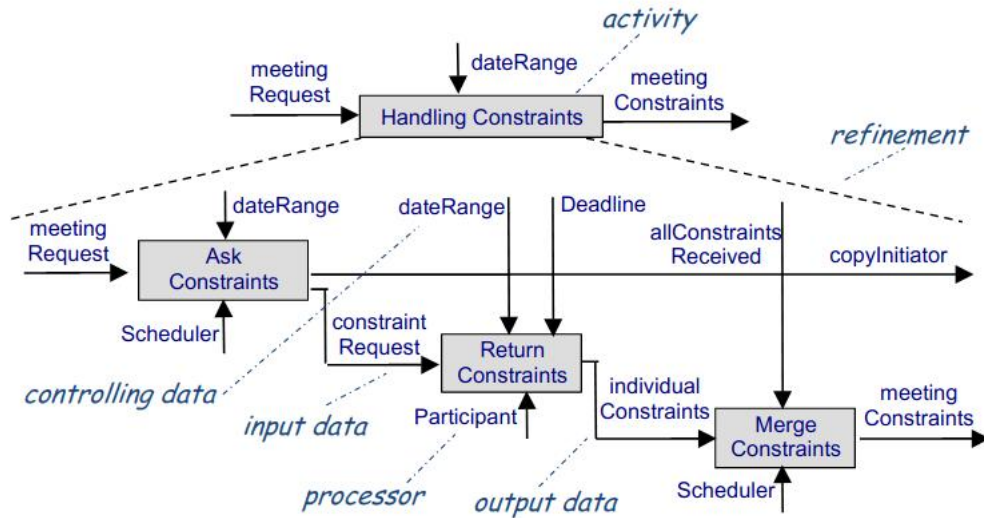 activity
dateRange
meeting
Request
meeting
Constraints
Handling Constraints
refinement
dateRange
dateRange
Deadline
meeting
Request
Ask
Constraints
allConstraints
Received
copyInitiator
Scheduler
constraint
Request
Return
Constraints
controlling data
input data
Participant
individual
Constraints
meeting
Constraints
Merge
Constraints
processor
output data
Scheduler